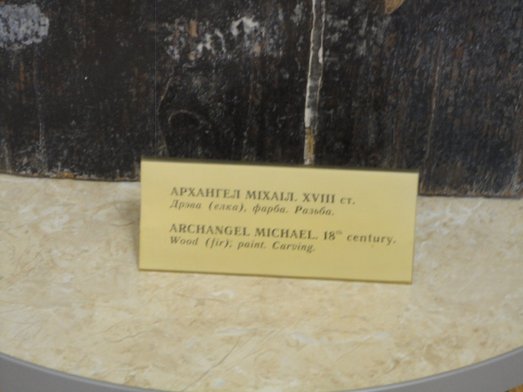 АРХАНГЕЛ МІХАІЛ. XVIII ст.
Дрэва (елка), фарба. Разьба.
ARCHANGEL MICHAEL. 18th century.
Wood (fir), paint. Carving.